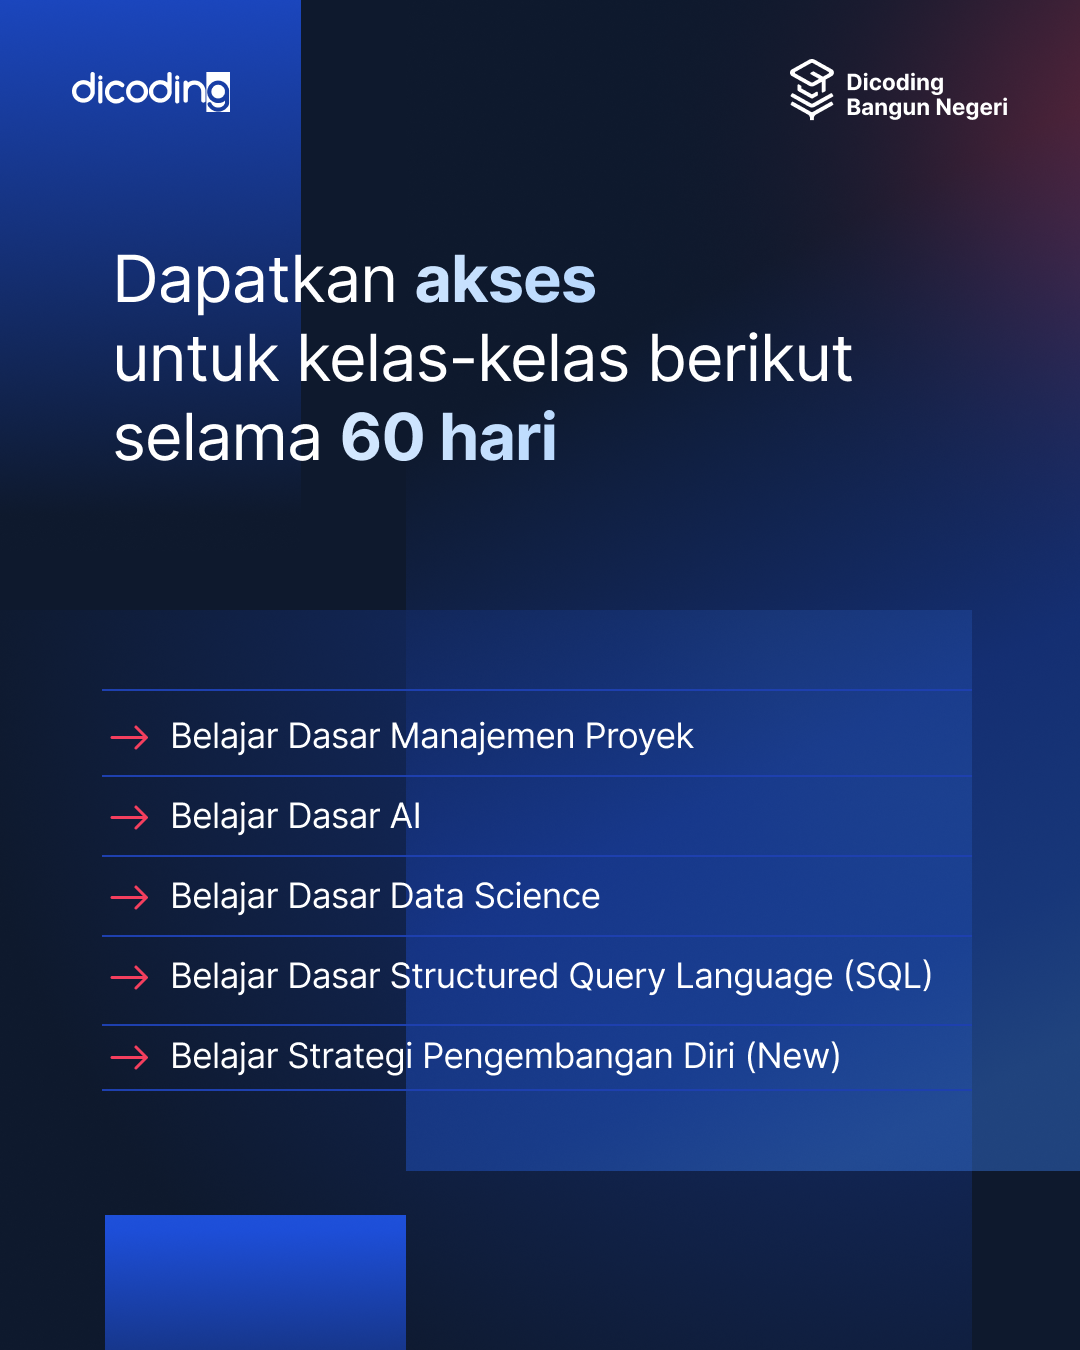 dicoding
Dicoding
Bangun Negeri
Dapatkan akses
untuk kelas-kelas berikut
selama 60 hari
Belajar Dasar Manajemen Proyek
Belajar Dasar AI
Belajar Dasar Data Science
Belajar Dasar Structured Query Language (SQL)
Belajar Strategi Pengembangan Diri (New)